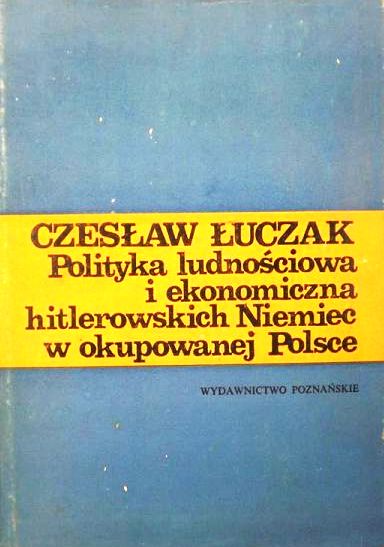 CZESŁAW ŁUCZAK
Polityka ludnościowa
i ekonomiczna
hitlerowskich Niemiec
w okupowanej Polsce
WYDAWNICTWO POZNAŃSKIE